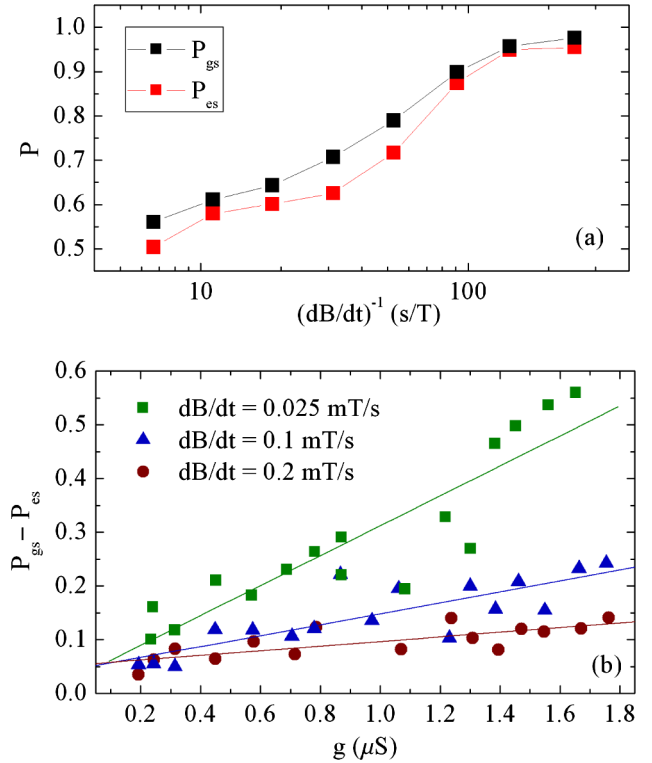 1.0
0.9
0.8
0.7
0.6
0.5
P
P_gs
P_es
(a)
10
100
(dB/dt)^-1 (s/T)
0.6
0.5
0.4
0.3
0.2
0.1
0.0
P_gs – P_es
dB/dt = 0.025 mT/s
dB/dt = 0.1 mT/s
dB/dt = 0.2 mT/s
(b)
0.2 0.4 0.6 0.8 1.0 1.2 1.4 1.6 1.8
g (μS)